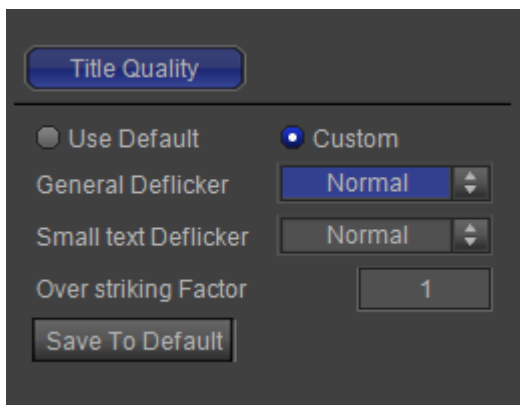 Title Quality
Use Default Custom
General Deflicker Normal
Small text Deflicker Normal
Over striking Factor 1
Save To Default